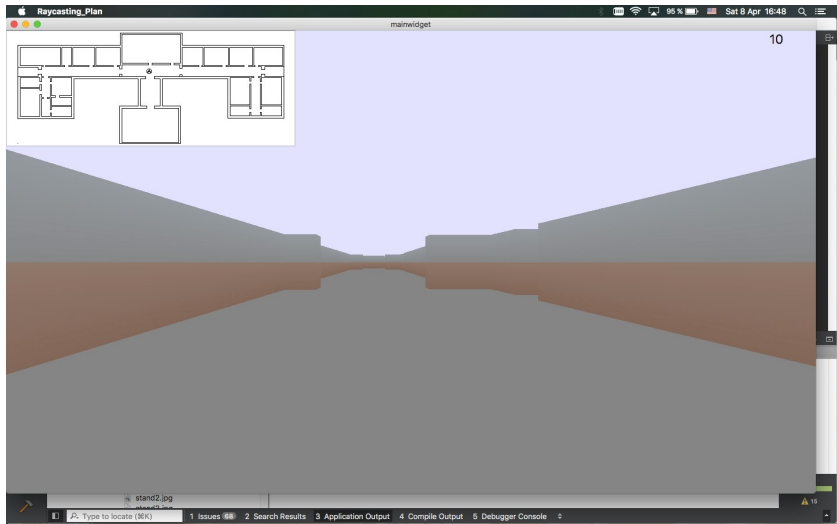 Raycasting_Plan
95 % Sat 8 Apr 16:48
mainwidget
10
stand2.jpg
Type to locate (⌘K) 1 Issues 68 2 Search Results 3 Application Output 4 Compile Output 5 Debugger Console